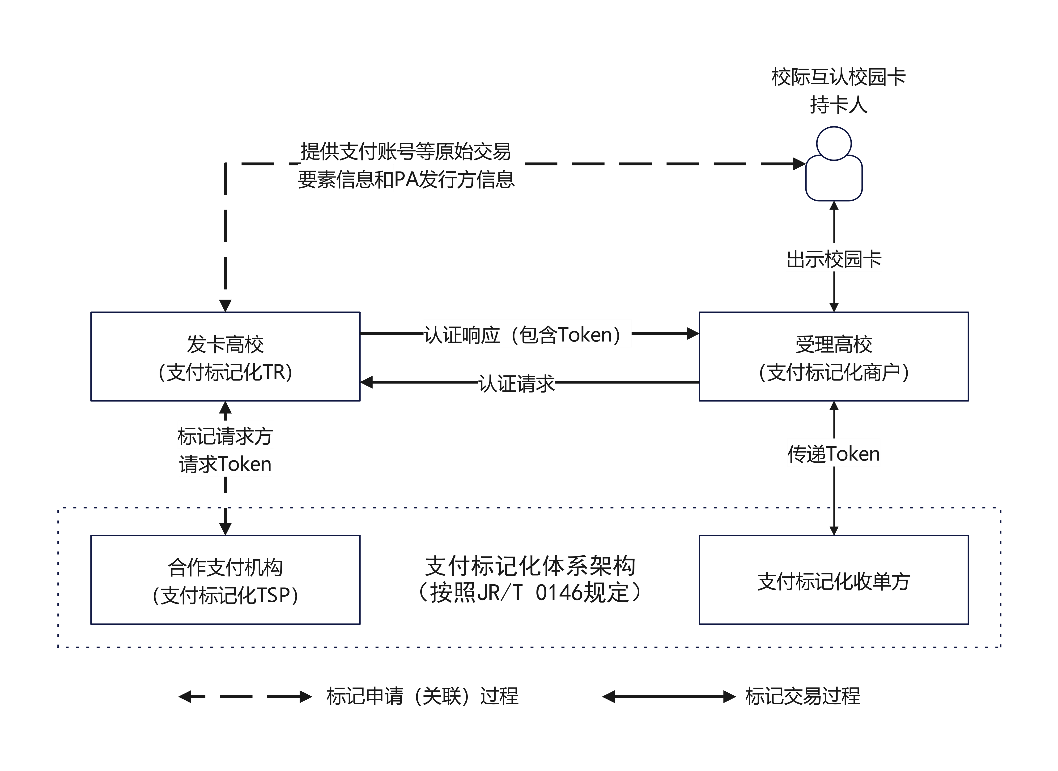 校际互认校园卡
持卡人
提供支付账号等原始交易
要素信息和PA发行方信息
出示校园卡
发卡高校
（支付标记化TR）
认证响应（包含Token）
认证请求
受理高校
（支付标记化商户）
标记请求方
请求Token
传递Token
合作支付机构
（支付标记化TSP）
支付标记化体系架构
（按照JR/T 0146规定）
支付标记化收单方
标记申请（关联）过程
标记交易过程